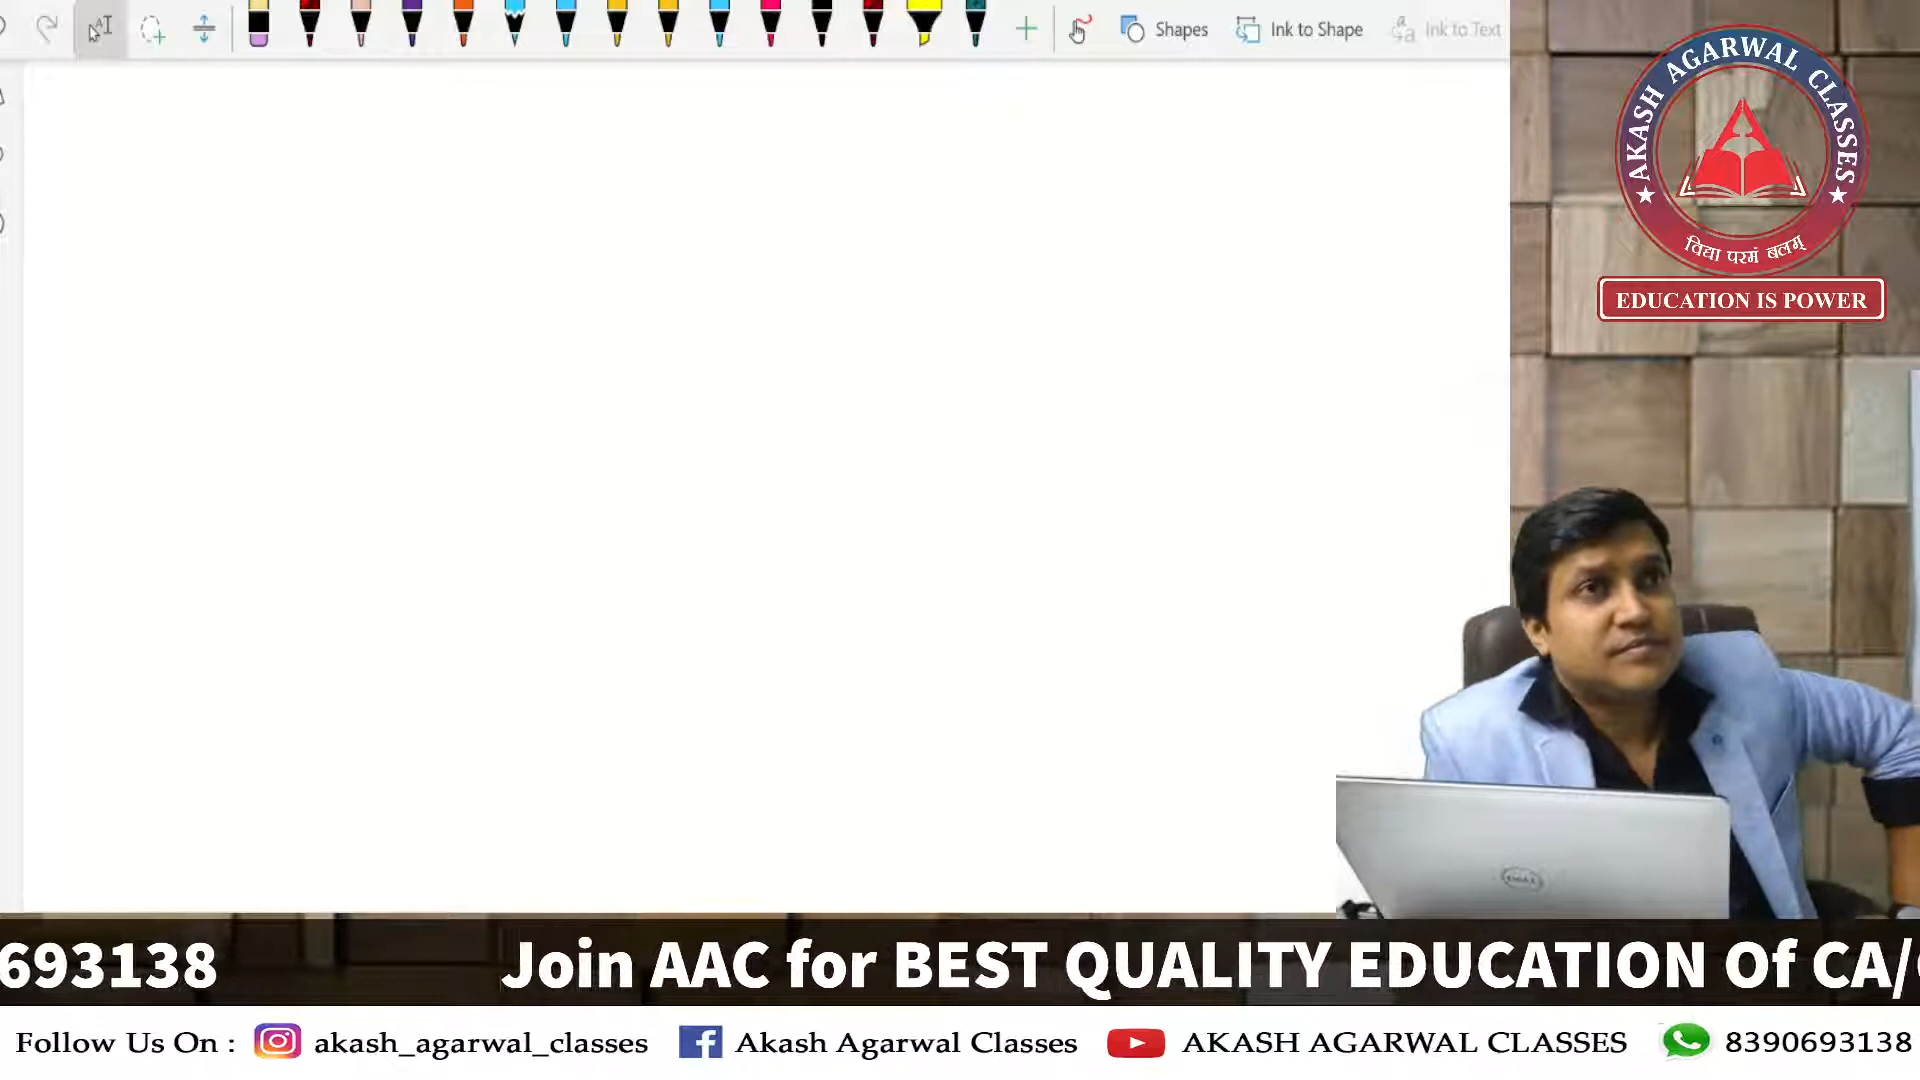 Shapes
Ink to Shape
Ink to Text
AKASH AGARWAL CLASSES
विद्या परमं बलम्
EDUCATION IS POWER
DELL
693138 Join AAC for BEST QUALITY EDUCATION Of CA/
Follow Us On : akash_agarwal_classes Akash Agarwal Classes AKASH AGARWAL CLASSES 8390693138